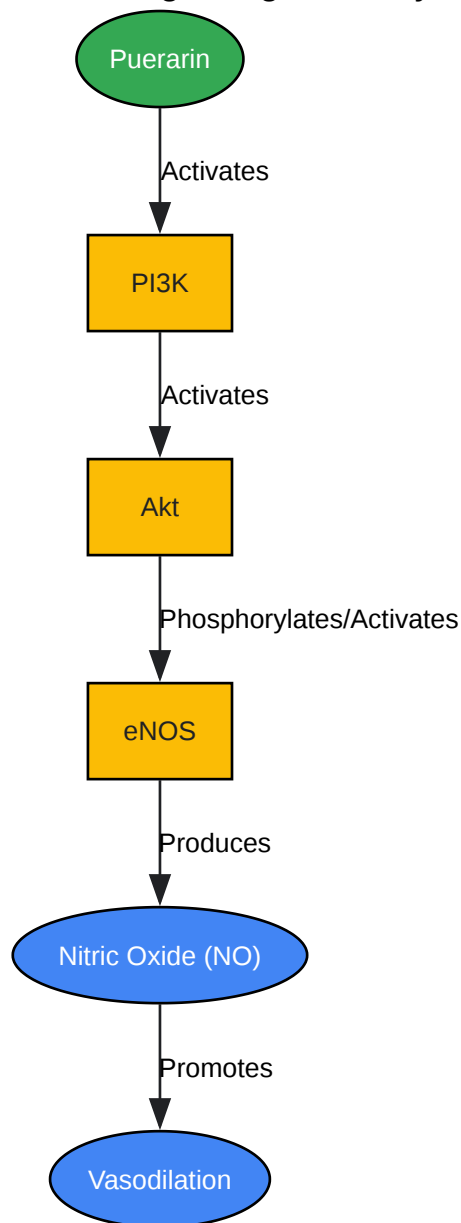 Puerarin
Activates
PI3K
Activates
Akt
Phosphorylates/Activates
eNOS
Produces
Nitric Oxide (NO)
Promotes
Vasodilation